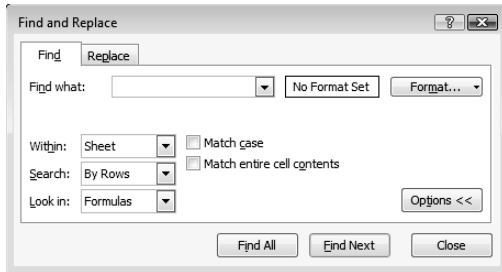 Find and Replace
Find Replace
Find what: No Format Set Format...
Within: Sheet Match case
Match entire cell contents
Search: By Rows
Look in: Formulas Options <<
Find All Find Next Close